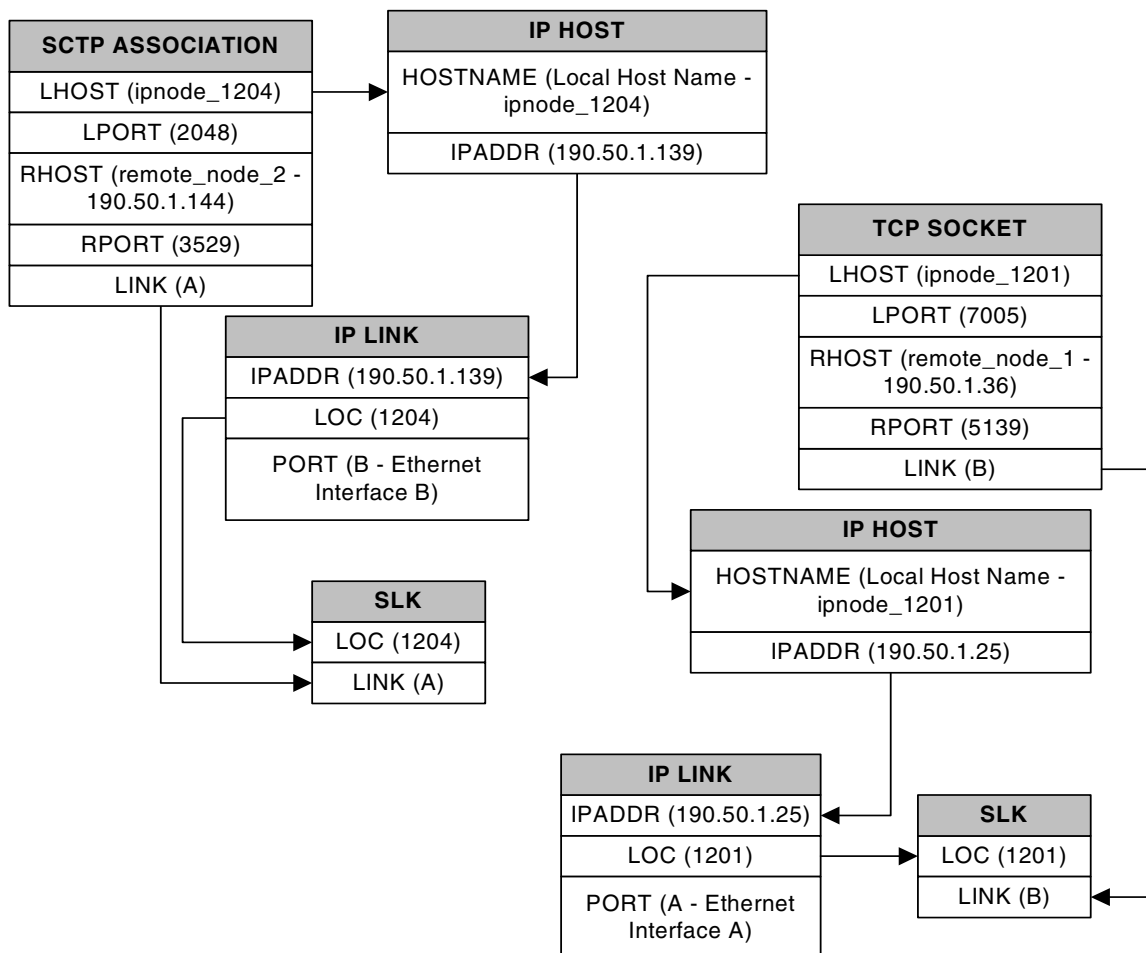 SCTP ASSOCIATION
LHOST (ipnode_1204)
LPORT (2048)
RHOST (remote_node_2 -
190.50.1.144)
RPORT (3529)
LINK (A)
IP HOST
HOSTNAME (Local Host Name -
ipnode_1204)
IPADDR (190.50.1.139)
IP LINK
IPADDR (190.50.1.139)
LOC (1204)
PORT (B - Ethernet
Interface B)
SLK
LOC (1204)
LINK (A)
TCP SOCKET
LHOST (ipnode_1201)
LPORT (7005)
RHOST (remote_node_1 -
190.50.1.36)
RPORT (5139)
LINK (B)
IP HOST
HOSTNAME (Local Host Name -
ipnode_1201)
IPADDR (190.50.1.25)
IP LINK
IPADDR (190.50.1.25)
LOC (1201)
PORT (A - Ethernet
Interface A)
SLK
LOC (1201)
LINK (B)